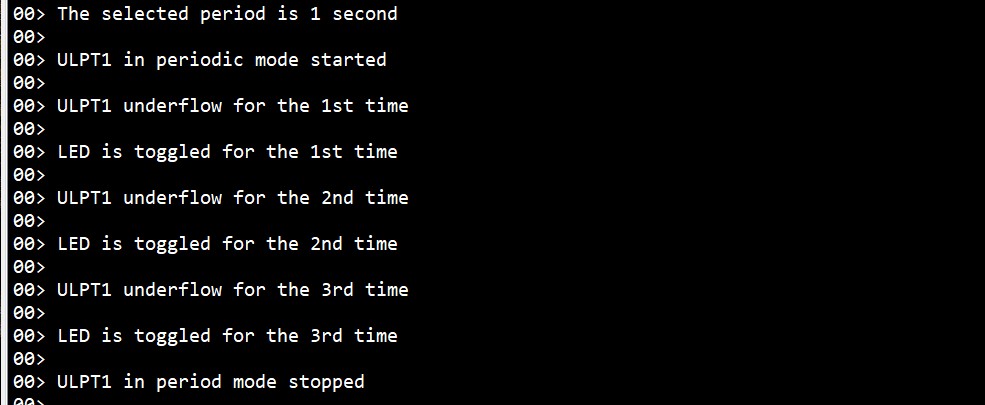 00> The selected period is 1 second
00>
00> ULPT1 in periodic mode started
00>
00> ULPT1 underflow for the 1st time
00>
00> LED is toggled for the 1st time
00>
00> ULPT1 underflow for the 2nd time
00>
00> LED is toggled for the 2nd time
00>
00> ULPT1 underflow for the 3rd time
00>
00> LED is toggled for the 3rd time
00>
00> ULPT1 in period mode stopped
00>